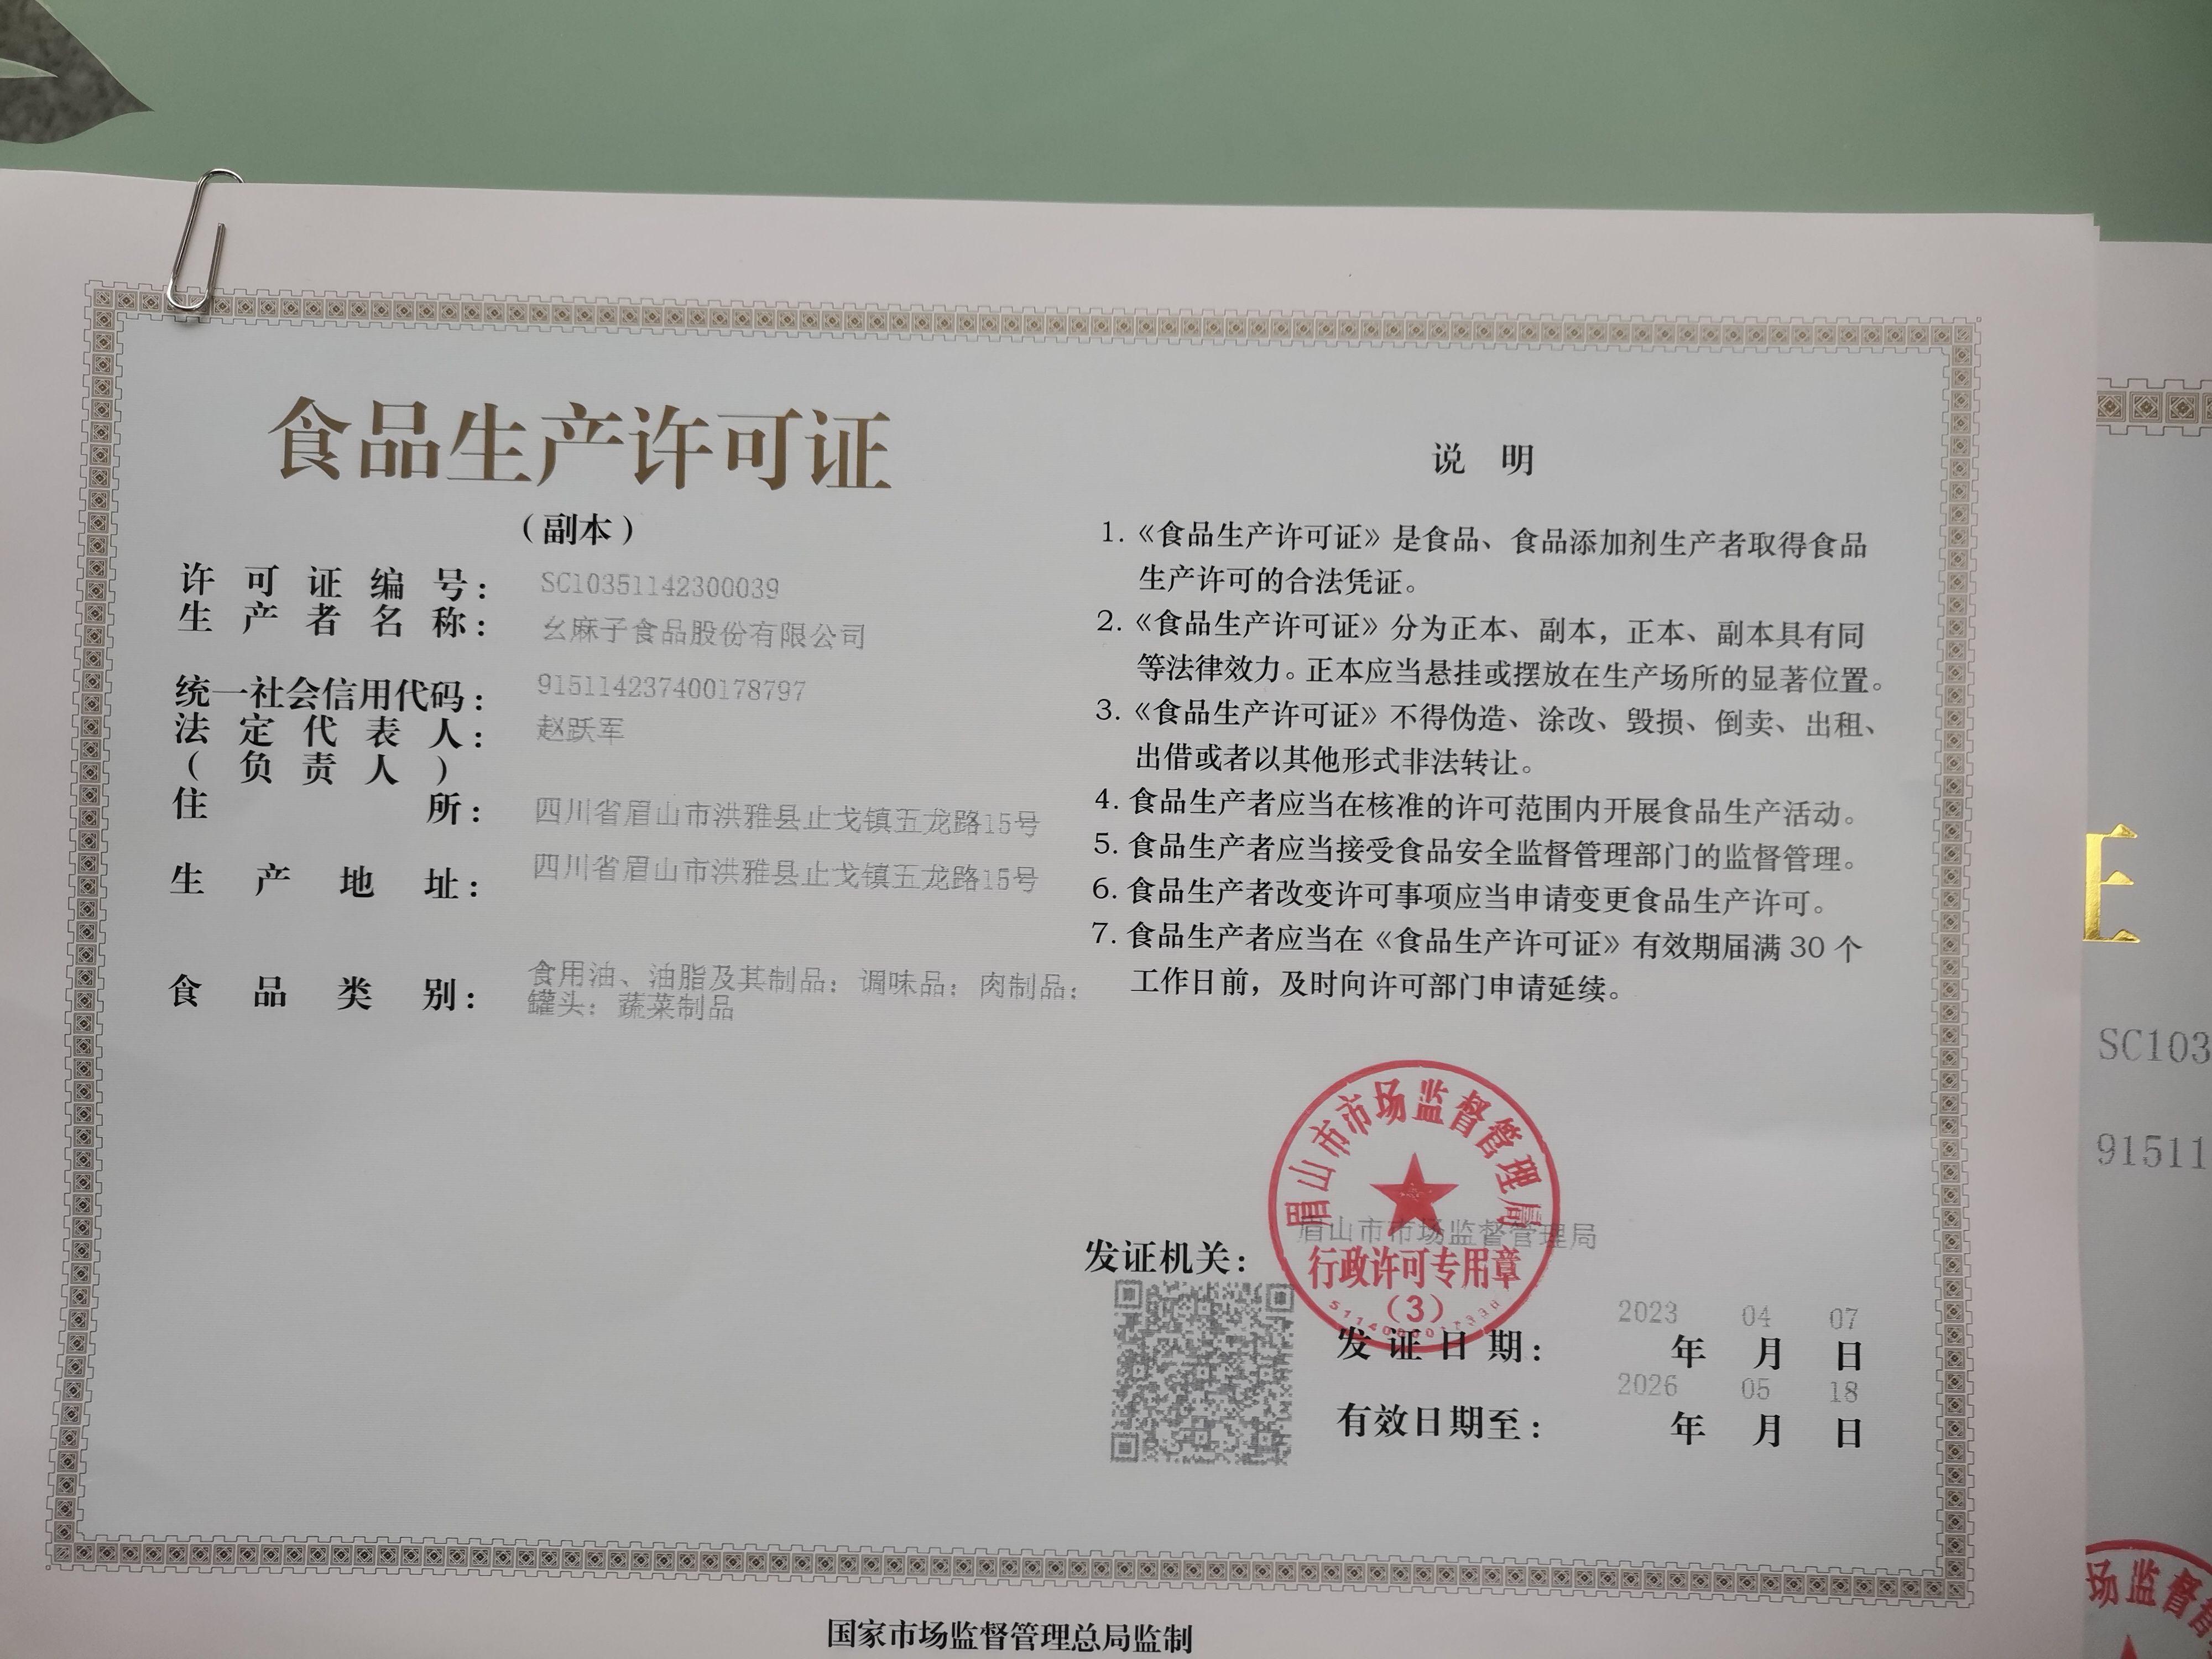 食品生产许可证
（副本）
许可证编号： SC10351142300039
生产者名称： 幺麻子食品股份有限公司
统一社会信用代码： 915114237400178797
法定代表人： 赵跃军
（负责人）
住所： 四川省眉山市洪雅县止戈镇五龙路15号
生产地址： 四川省眉山市洪雅县止戈镇五龙路15号
食品类别： 食用油、油脂及其制品；调味品；肉制品；
罐头；蔬菜制品
说 明
1.《食品生产许可证》是食品、食品添加剂生产者取得食品
生产许可的合法凭证。
2.《食品生产许可证》分为正本、副本，正本、副本具有同
等法律效力。正本应当悬挂或摆放在生产场所的显著位置。
3.《食品生产许可证》不得伪造、涂改、毁损、倒卖、出租、
出借或者以其他形式非法转让。
4. 食品生产者应当在核准的许可范围内开展食品生产活动。
5. 食品生产者应当接受食品安全监督管理部门的监督管理。
6. 食品生产者改变许可事项应当申请变更食品生产许可。
7. 食品生产者应当在《食品生产许可证》有效期届满 30 个
工作日前，及时向许可部门申请延续。
眉山市市场监督管理局
发证机关： 眉山市市场监督管理局
行政许可专用章
（3）
发证日期： 2023 年 04 月 07 日
有效日期至： 2026 年 05 月 18 日
国家市场监督管理总局监制
SC103
91511
场监督管